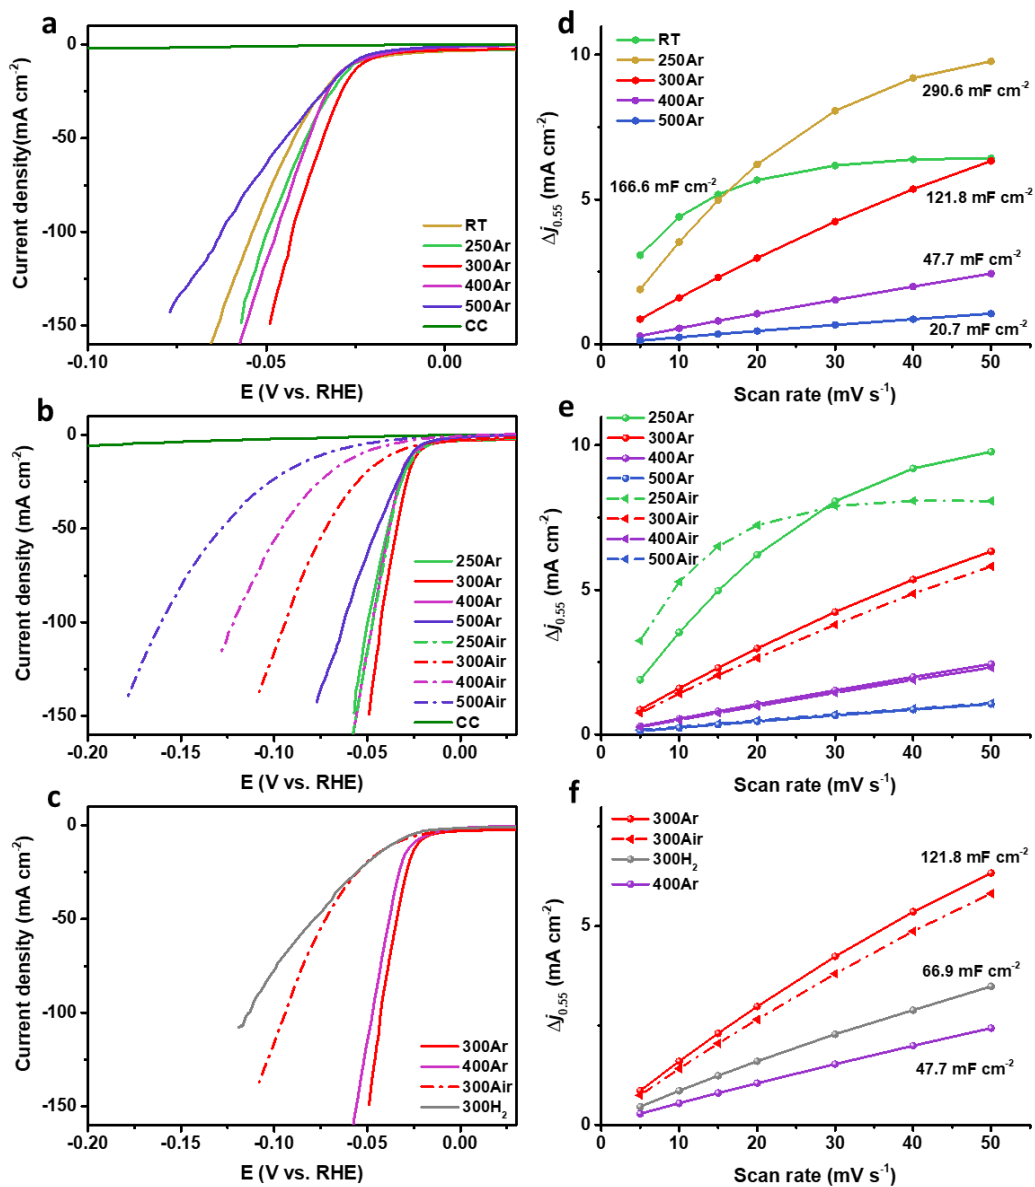 a
0
-50
-100
-150
-0.10
-0.05
0.00
Current density(mA cm-2)
E (V vs. RHE)
RT
250Ar
300Ar
400Ar
500Ar
CC
d
10
5
0
0
10
20
30
40
50
Δj0.55 (mA cm-2)
Scan rate (mV s-1)
RT
250Ar
300Ar
400Ar
500Ar
290.6 mF cm-2
166.6 mF cm-2
121.8 mF cm-2
47.7 mF cm-2
20.7 mF cm-2
b
0
-50
-100
-150
-0.20
-0.15
-0.10
-0.05
0.00
Current density (mA cm-2)
E (V vs. RHE)
250Ar
300Ar
400Ar
500Ar
250Air
300Air
400Air
500Air
CC
e
10
5
0
0
10
20
30
40
50
Δj0.55 (mA cm-2)
Scan rate (mV s-1)
250Ar
300Ar
400Ar
500Ar
250Air
300Air
400Air
500Air
c
0
-50
-100
-150
-0.20
-0.15
-0.10
-0.05
0.00
Current density (mA cm-2)
E (V vs. RHE)
300Ar
400Ar
300Air
300H2
f
5
0
0
10
20
30
40
50
Δj0.55 (mA cm-2)
Scan rate (mV s-1)
300Ar
300Air
300H2
400Ar
121.8 mF cm-2
66.9 mF cm-2
47.7 mF cm-2